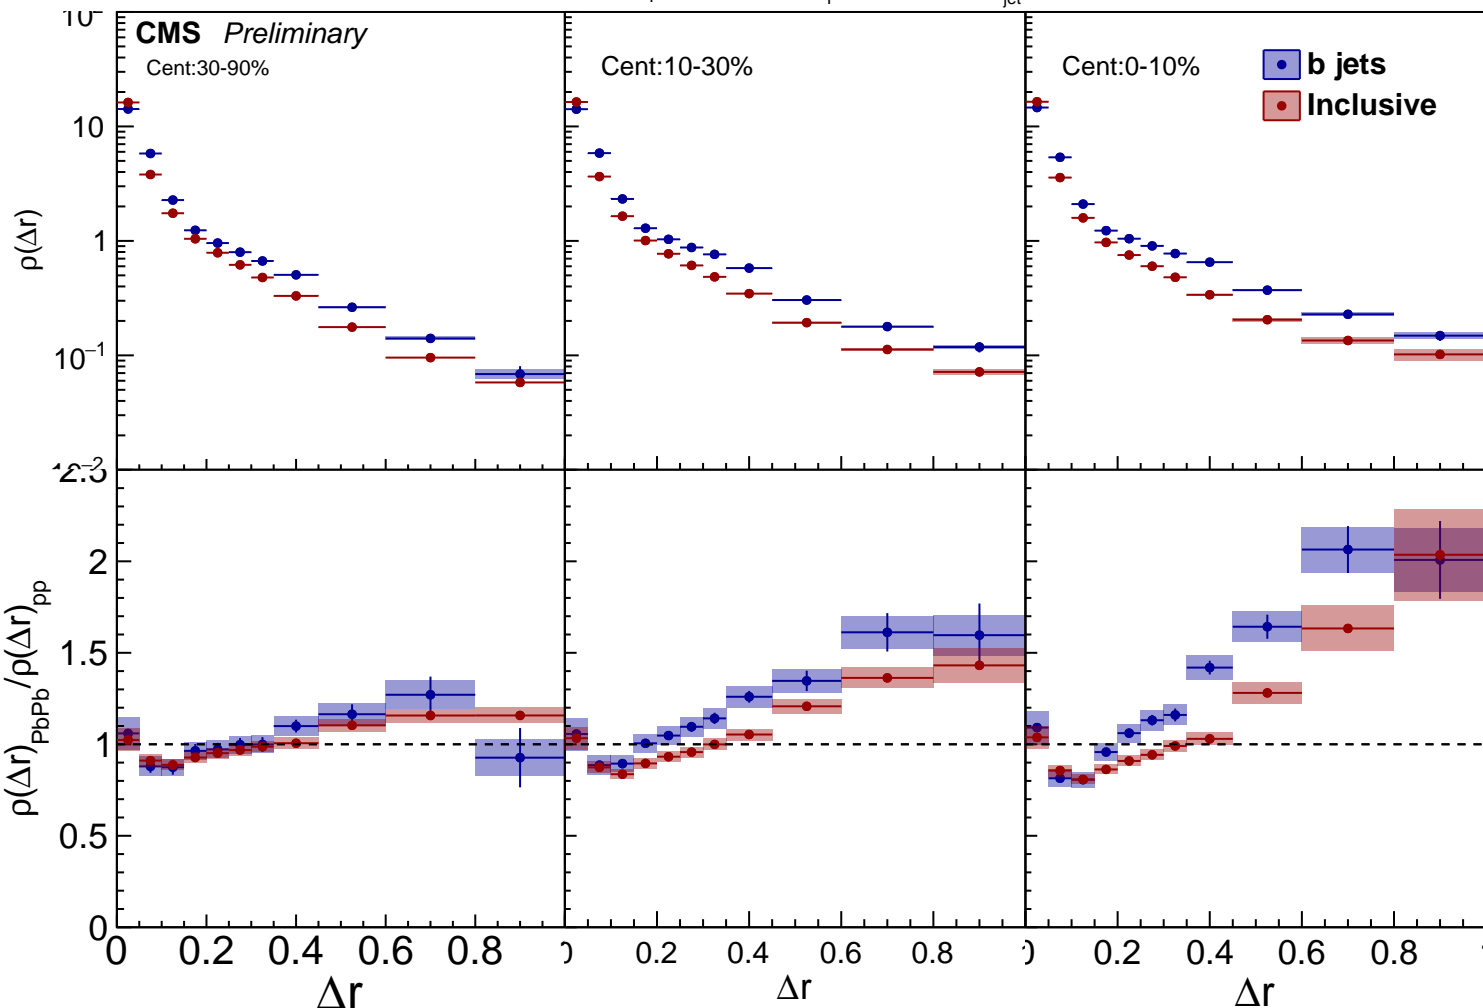 jet
CMS Preliminary
Cent:30-90%
Cent:10-30%
Cent:0-10%
b jets
Inclusive
10
1
10⁻¹
ρ(Δr)
2.5
2
1.5
1
0.5
0
ρ(Δr)PbPb/ρ(Δr)pp
0 0.2 0.4 0.6 0.8
0.2 0.4 0.6 0.8
0.2 0.4 0.6 0.8
Δr
Δr
Δr